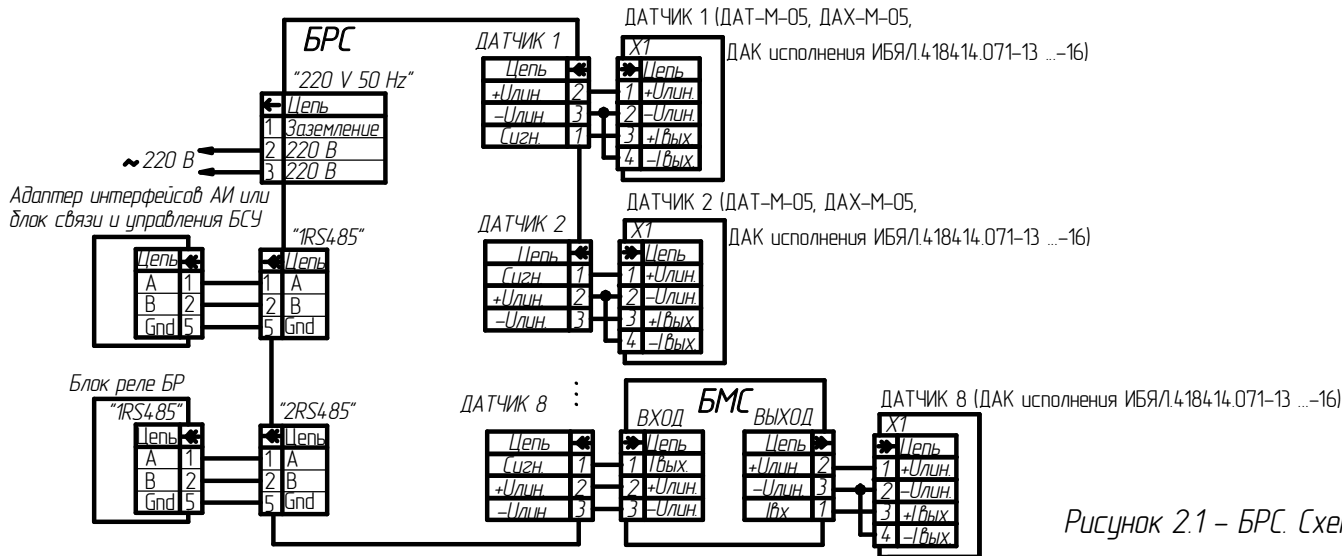 БРС
"220 V 50 Hz"
Цепь
1 Заземление
2 220 В
3 220 В
~ 220 В
Адаптер интерфейсов АИ или
блок связи и управления БСУ
Цепь
A 1
B 2
Gnd 5
"1RS485"
Цепь
1 A
2 B
5 Gnd
Блок реле БР
"1RS485"
Цепь
A 1
B 2
Gnd 5
"2RS485"
Цепь
1 A
2 B
5 Gnd
ДАТЧИК 1
Цепь
+Uлин 2
-Uлин 3
Сигн. 1
ДАТЧИК 1 (ДАТ-М-05, ДАХ-М-05,
ДАК исполнения ИБЯЛ.418414.071-13 ...-16)
X1
Цепь
1 +Uлин.
2 -Uлин.
3 +Iвых
4 -Iвых.
ДАТЧИК 2
Цепь
Сигн. 1
+Uлин. 2
-Uлин. 3
ДАТЧИК 2 (ДАТ-М-05, ДАХ-М-05,
ДАК исполнения ИБЯЛ.418414.071-13 ...-16)
X1
Цепь
1 +Uлин.
2 -Uлин.
3 +Iвых
4 -Iвых.
ДАТЧИК 8
Цепь
Сигн. 1
+Uлин. 2
-Uлин. 3
БМС
ВХОД
Цепь
1 Iвых.
2 +Uлин.
3 -Uлин.
ВЫХОД
Цепь
+Uлин 2
-Uлин. 3
Iвх 1
ДАТЧИК 8 (ДАК исполнения ИБЯЛ.418414.071-13 ...-16)
X1
Цепь
1 +Uлин.
2 -Uлин.
3 +Iвых
4 -Iвых.
Рисунок 2.1 - БРС. Схе